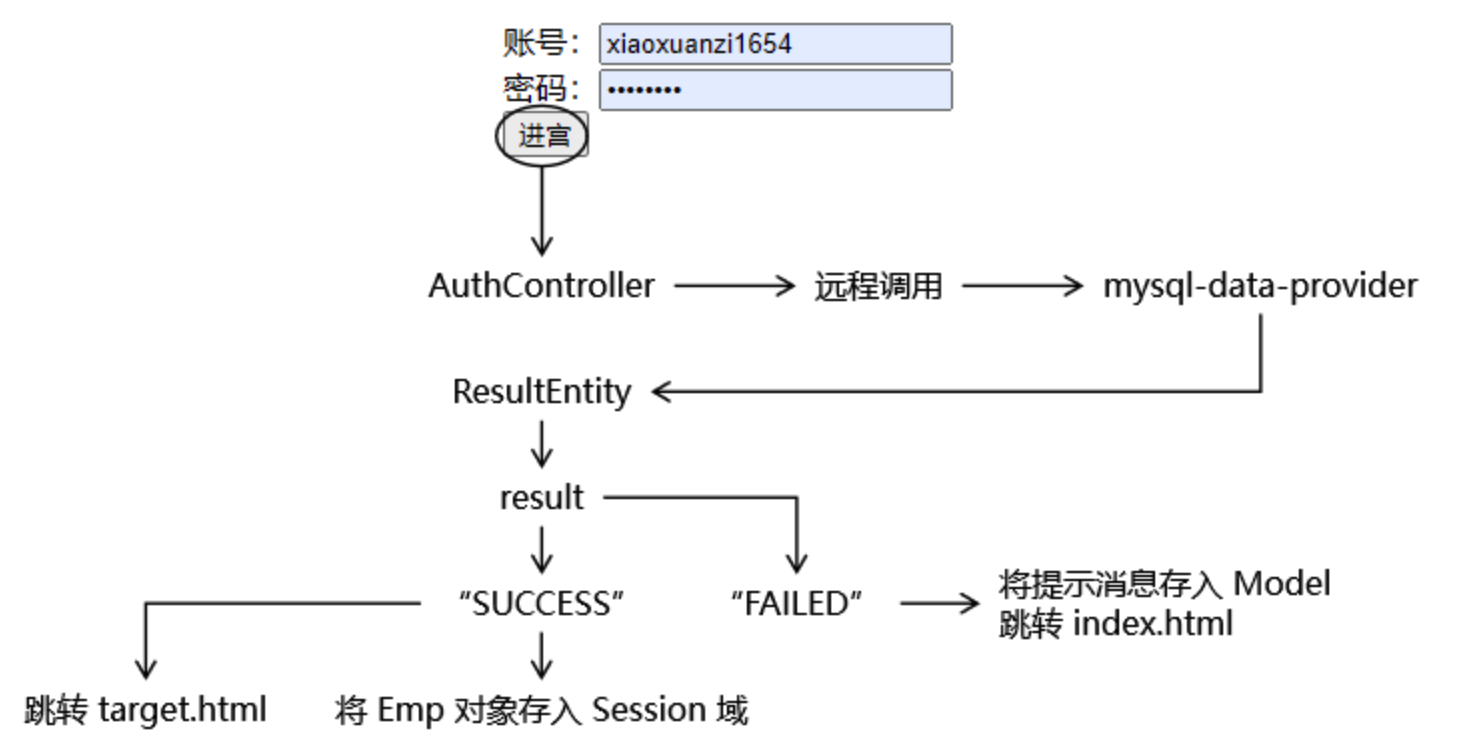 账号：xiaoxuanzi1654
密码：••••••••
进宫
AuthController
远程调用
mysql-data-provider
ResultEntity
result
“SUCCESS”
“FAILED”
将提示消息存入 Model
跳转 index.html
跳转 target.html
将 Emp 对象存入 Session 域